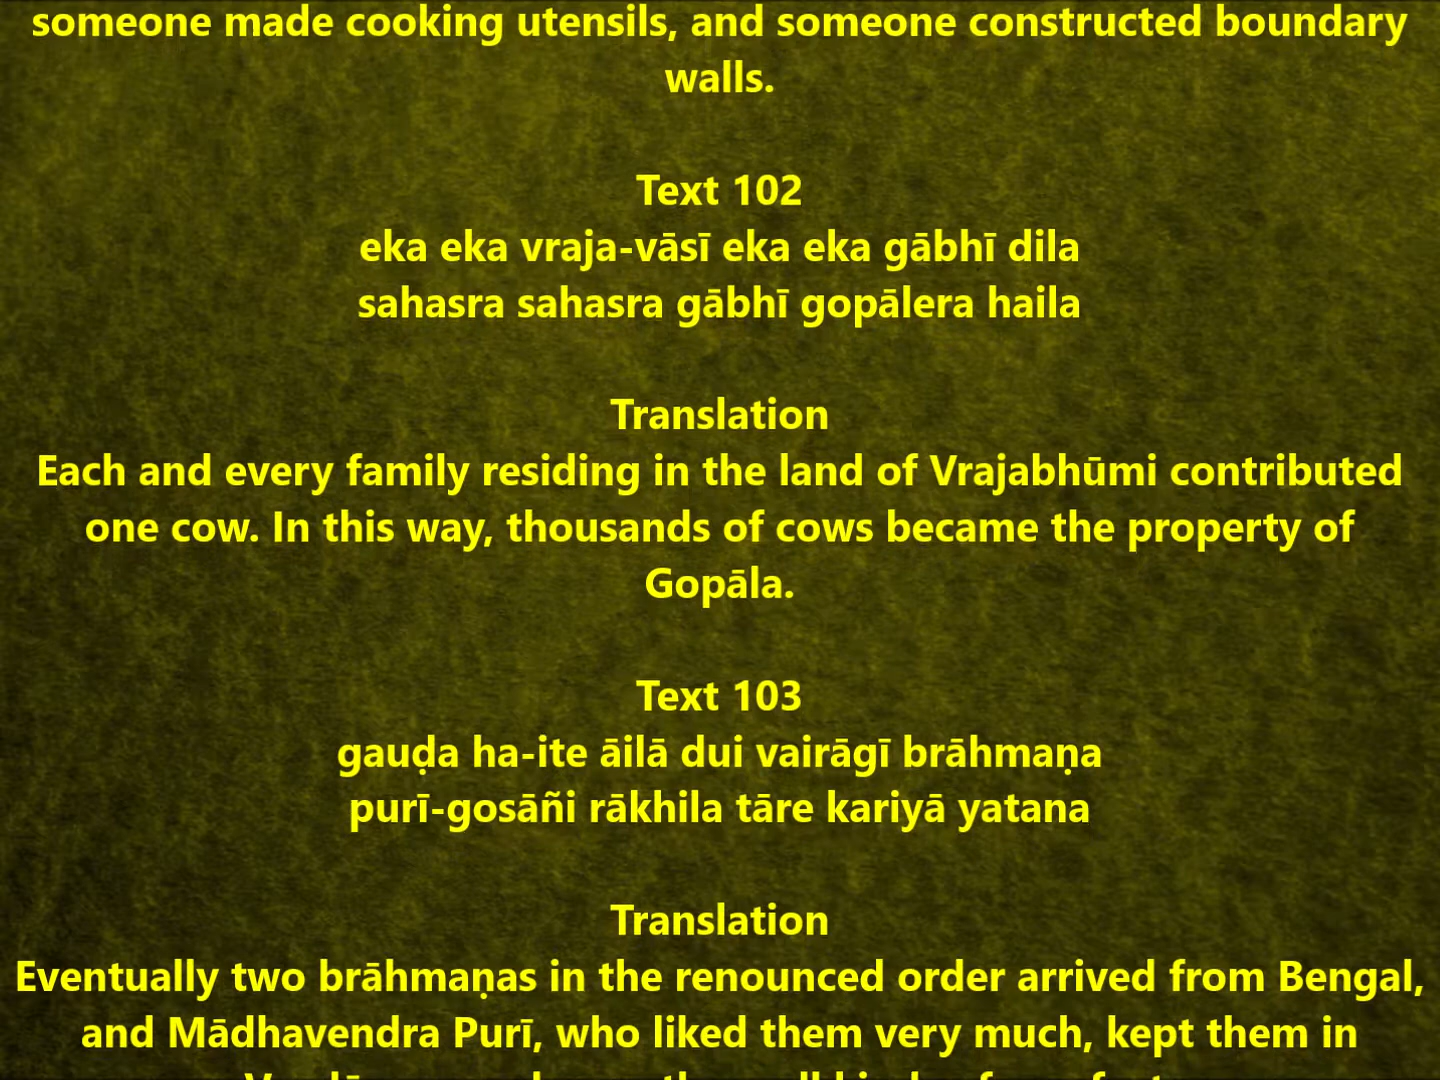 someone made cooking utensils, and someone constructed boundary
walls.
Text 102
eka eka vraja-vāsī eka eka gābhī dila
sahasra sahasra gābhī gopālera haila
Translation
Each and every family residing in the land of Vrajabhūmi contributed
one cow. In this way, thousands of cows became the property of
Gopāla.
Text 103
gauḍa ha-ite āilā dui vairāgī brāhmaṇa
purī-gosāñi rākhila tāre kariyā yatana
Translation
Eventually two brāhmaṇas in the renounced order arrived from Bengal,
and Mādhavendra Purī, who liked them very much, kept them in